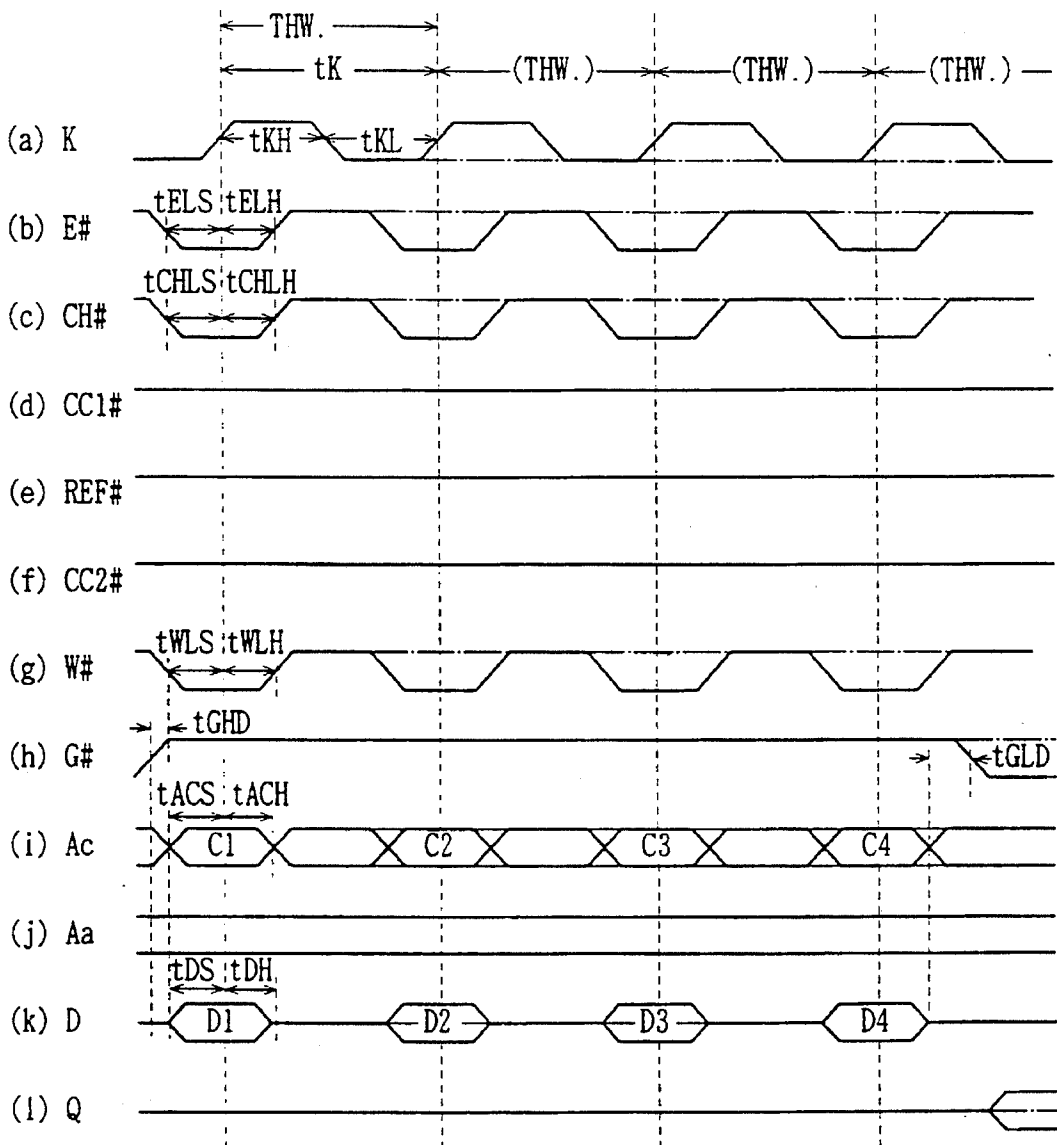 THW.
tK (THW.) (THW.) (THW.)
(a) K tKH tKL
tELS tELH
(b) E#
tCHLS tCHLH
(c) CH#
(d) CC1#
(e) REF#
(f) CC2#
tWLS tWLH
(g) W#
tGHD
(h) G# tGLD
tACS tACH
(i) Ac C1 C2 C3 C4
(j) Aa
tDS tDH
(k) D D1 D2 D3 D4
(l) Q